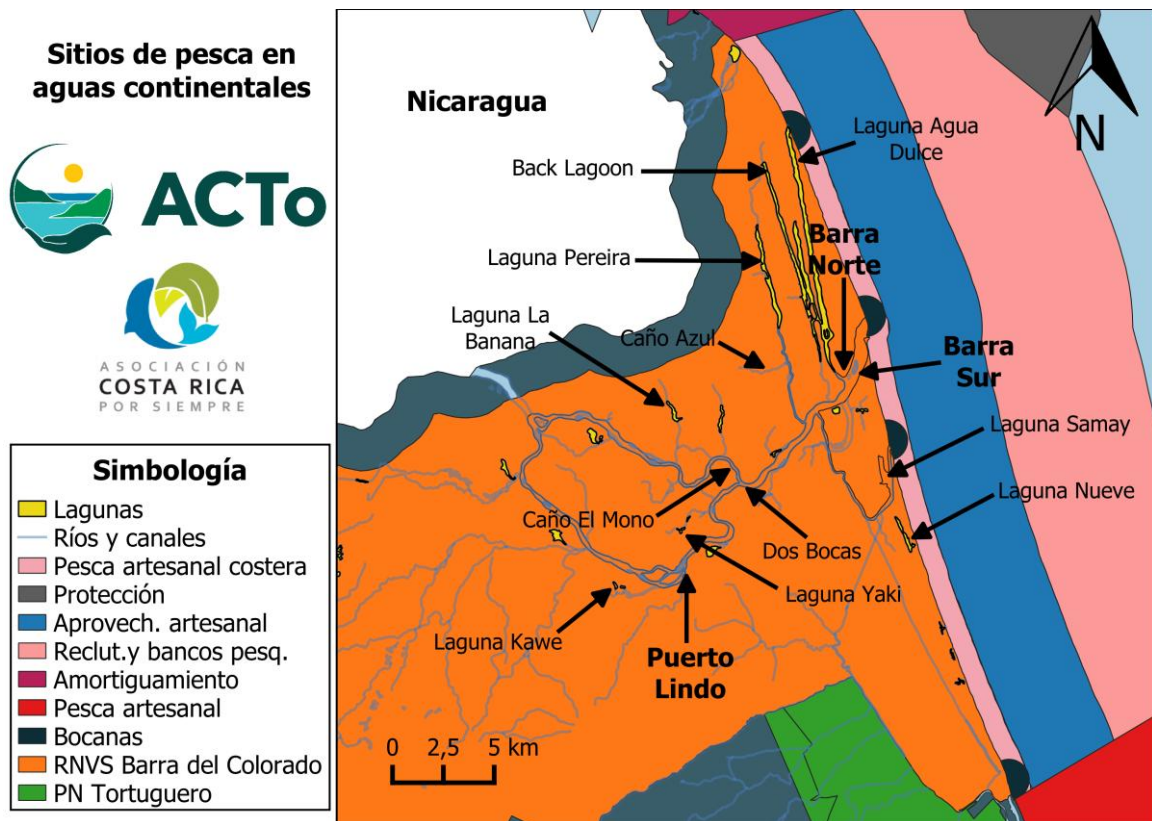 Sitios de pesca en
aguas continentales
ACTo
ASOCIACIÓN
COSTA RICA
POR SIEMPRE
Simbología
Lagunas
Ríos y canales
Pesca artesanal costera
Protección
Aprovech. artesanal
Reclut.y bancos pesq.
Amortiguamiento
Pesca artesanal
Bocanas
RNVS Barra del Colorado
PN Tortuguero
Nicaragua
N
Laguna Agua
Dulce
Back Lagoon
Barra
Norte
Laguna Pereira
Laguna La
Banana
Caño Azul
Barra
Sur
Laguna Samay
Laguna Nueve
Caño El Mono
Dos Bocas
Laguna Yaki
Laguna Kawe
Puerto
Lindo
0 2,5 5 km